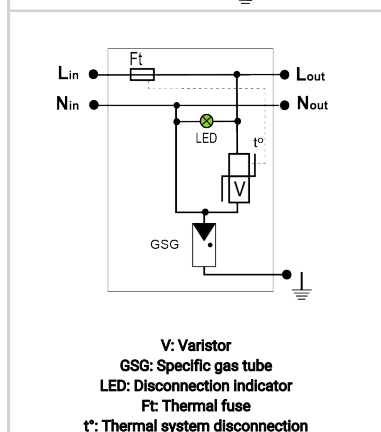 Ft
Lin Lout
Nin Nout
LED
t°
V
GSG
V: Varistor
GSG: Specific gas tube
LED: Disconnection indicator
Ft: Thermal fuse
t°: Thermal system disconnection